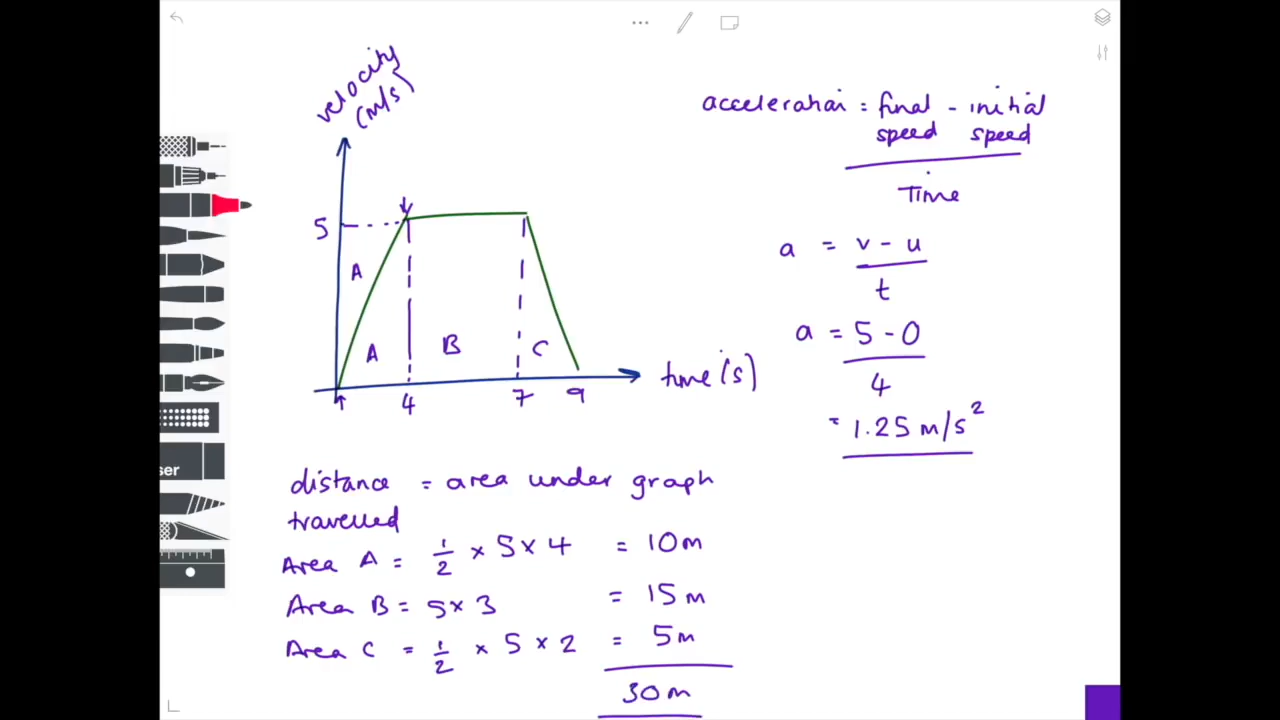 velocity
(m/s)
5
A
A
B
C
4
7
9
time (s)
acceleration = final - initial
speed speed
Time
a = v - u
t
a = 5 - 0
4
= 1.25 m/s²
distance = area under graph
travelled
Area A = 1/2 × 5 × 4 = 10m
Area B = 5 × 3 = 15m
Area C = 1/2 × 5 × 2 = 5m
30m
ser